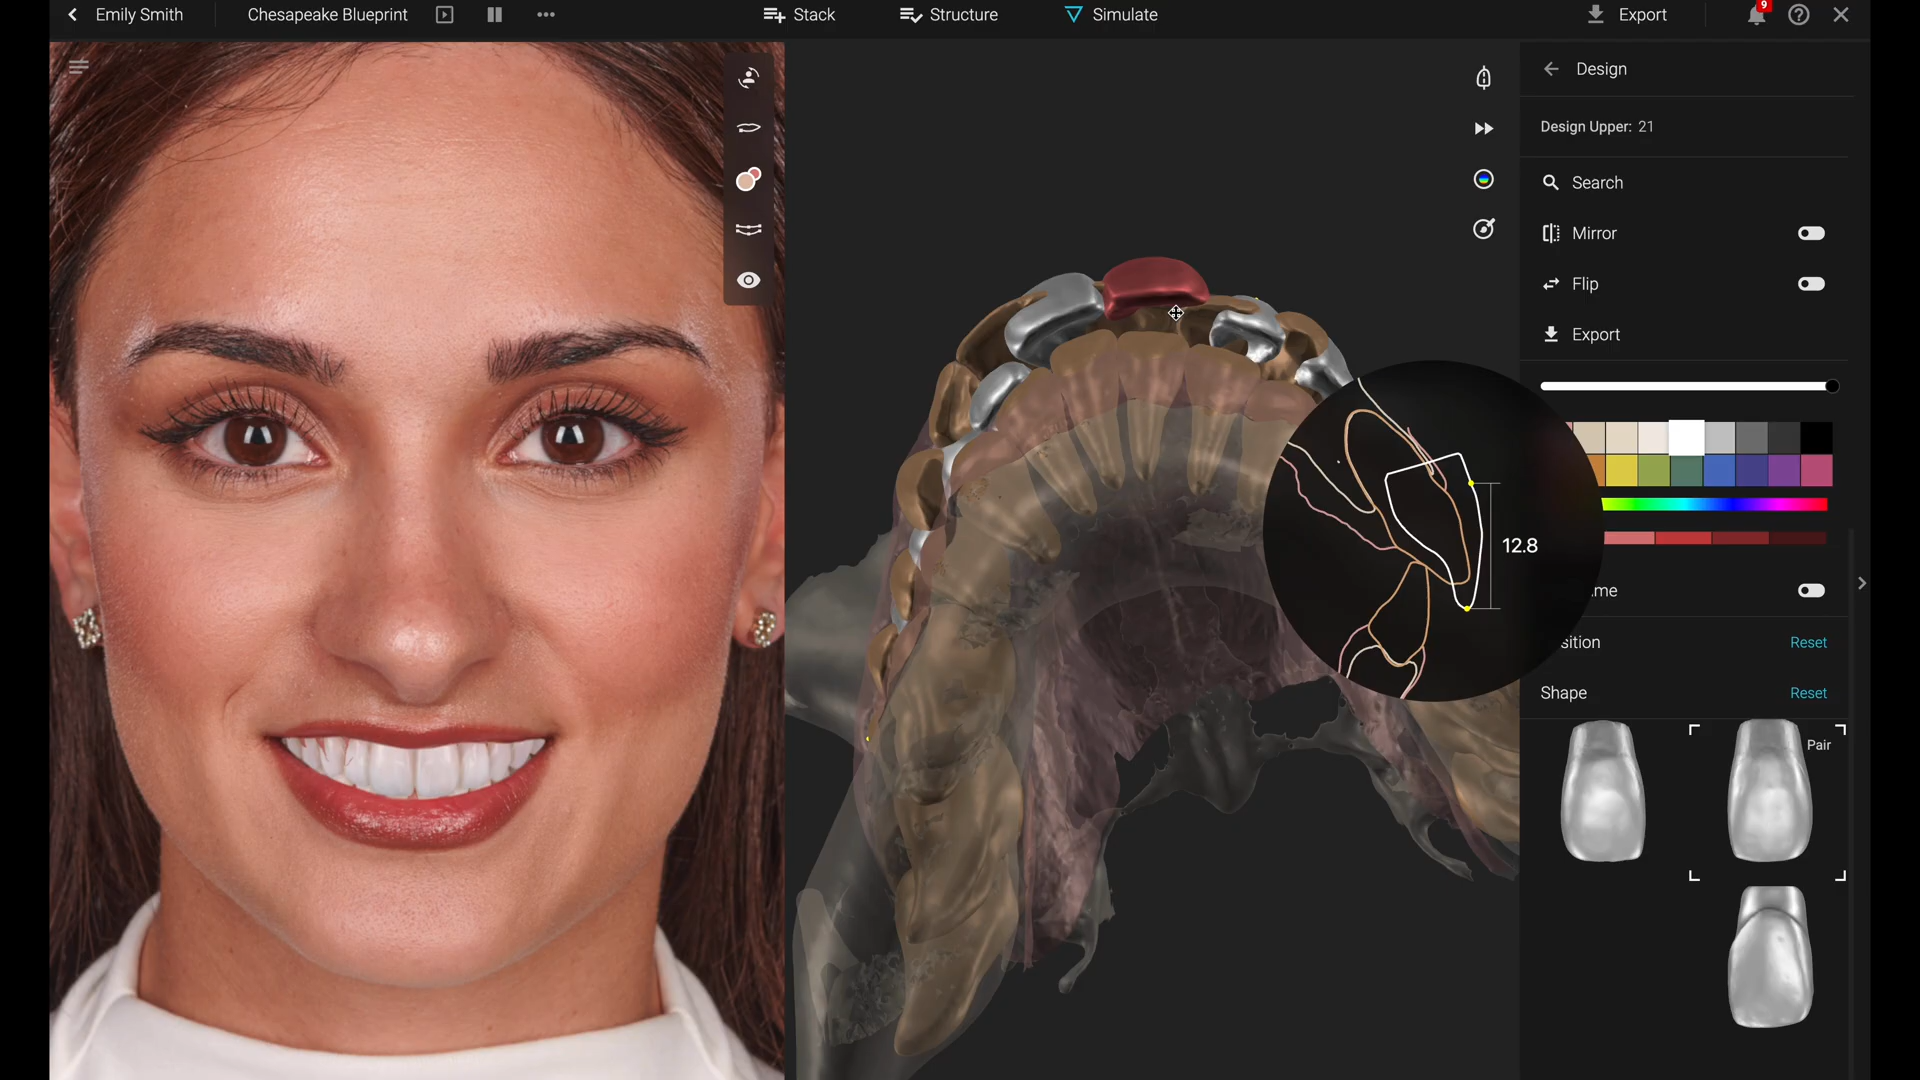 Emily Smith
Chesapeake Blueprint
Stack
Structure
Simulate
Export
9
Design
Design Upper: 21
Search
Mirror
Flip
Export
12.8
me
sition
Reset
Shape
Reset
Pair